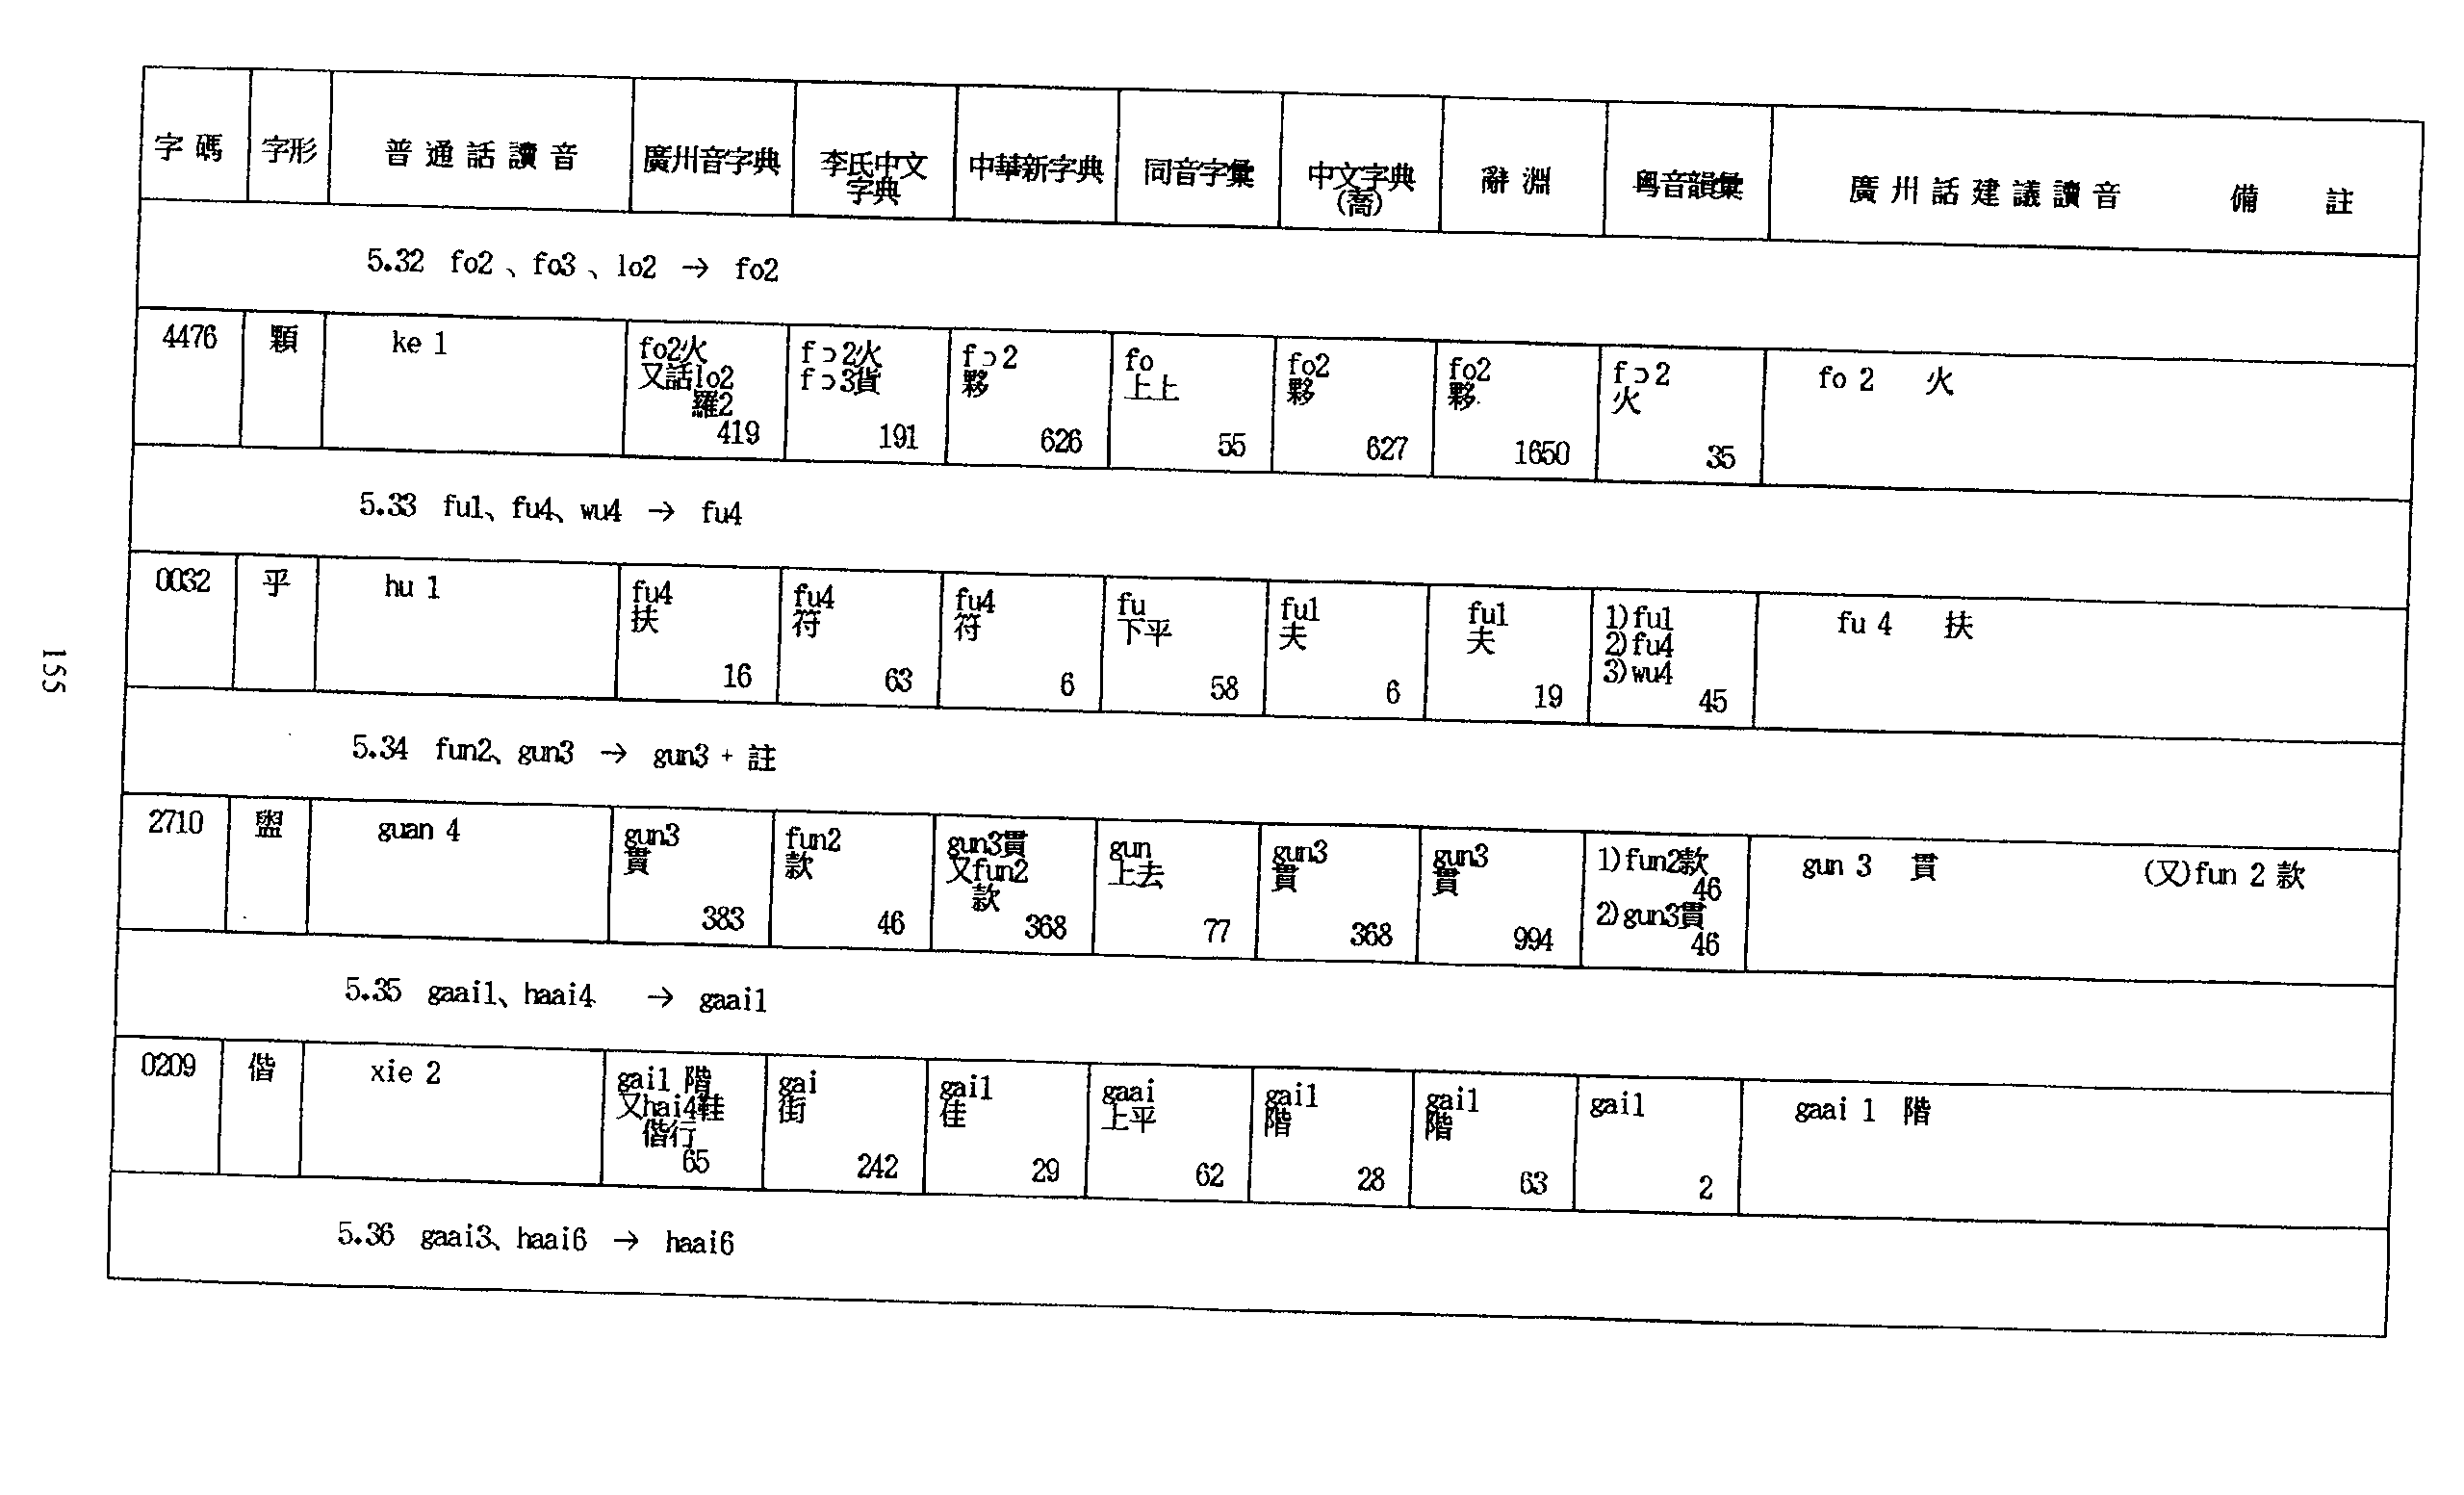 字碼 字形 普通話讀音 廣州音字典 李氏中文字典 中華新字典 同音字彙 中文字典(喬) 辭淵 粵音韻彙 廣州話建議讀音 備註
5.32 fo2、fo3、lo2 → fo2
4476 顆 ke 1 fo2火 又話lo2 羅2 419 fɔ2火 fɔ3貨 191 fɔ2 夥 626 fo 上上 55 fo2 夥 627 fo2 夥 1650 fɔ2 火 35 fo 2 火
5.33 fu1、fu4、wu4 → fu4
0032 乎 hu 1 fu4 扶 16 fu4 符 63 fu4 符 6 fu 下平 58 fu1 夫 6 fu1 夫 19 1)fu1 2)fu4 3)wu4 45 fu 4 扶
5.34 fun2、gun3 → gun3 + 註
2710 盥 guan 4 gun3 貫 383 fun2 款 46 gun3貫 又fun2 款 368 gun 上去 77 gun3 貫 368 gun3 貫 994 1)fun2款 46 2)gun3貫 46 gun 3 貫 (又)fun 2 款
5.35 gaai1、haai4 → gaai1
0209 偕 xie 2 gai1 階 又hai4鞋 偕行 65 gai 街 242 gai1 佳 29 gaai 上平 62 gai1 階 28 gai1 階 63 gai1 2 gaai 1 階
5.36 gaai3、haai6 → haai6
155